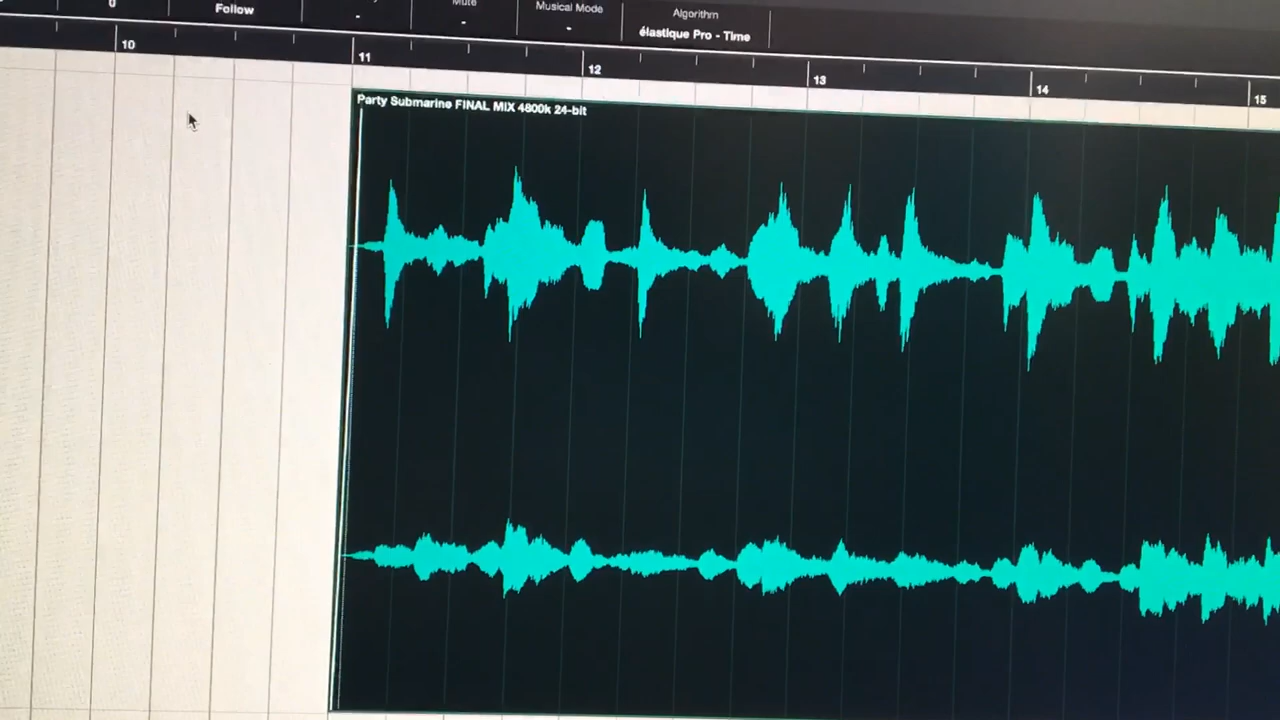 0
Follow
Mute
Musical Mode
Algorithm
-
-
-
élastique Pro - Time
10
11
12
13
14
15
Party Submarine FINAL MIX 4800k 24-bit